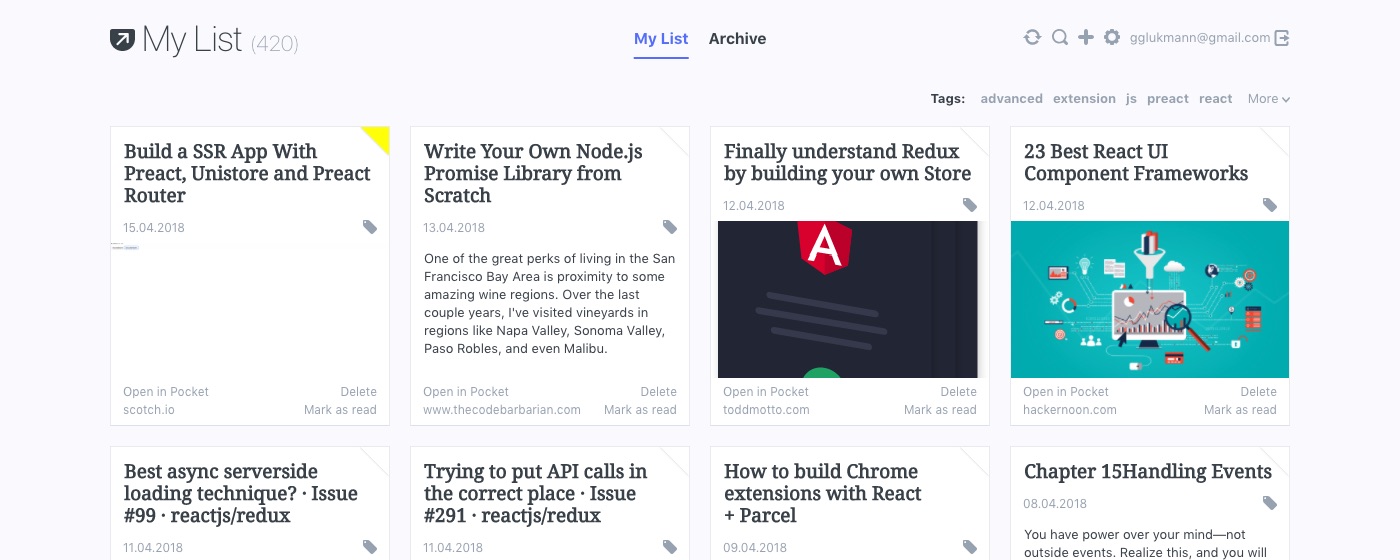 My List (420)
My List Archive
gglukmann@gmail.com
Tags: advanced extension js preact react More
Build a SSR App With
Preact, Unistore and Preact
Router
15.04.2018
Open in Pocket Delete
scotch.io Mark as read
Write Your Own Node.js
Promise Library from
Scratch
13.04.2018
One of the great perks of living in the San
Francisco Bay Area is proximity to some
amazing wine regions. Over the last
couple years, I've visited vineyards in
regions like Napa Valley, Sonoma Valley,
Paso Robles, and even Malibu.
Open in Pocket Delete
www.thecodebarbarian.com Mark as read
Finally understand Redux
by building your own Store
12.04.2018
A
Open in Pocket Delete
toddmotto.com Mark as read
23 Best React UI
Component Frameworks
12.04.2018
Open in Pocket Delete
hackernoon.com Mark as read
Best async serverside
loading technique? · Issue
#99 · reactjs/redux
11.04.2018
Trying to put API calls in
the correct place · Issue
#291 · reactjs/redux
11.04.2018
How to build Chrome
extensions with React
+ Parcel
09.04.2018
Chapter 15Handling Events
08.04.2018
You have power over your mind—not
outside events. Realize this, and you will